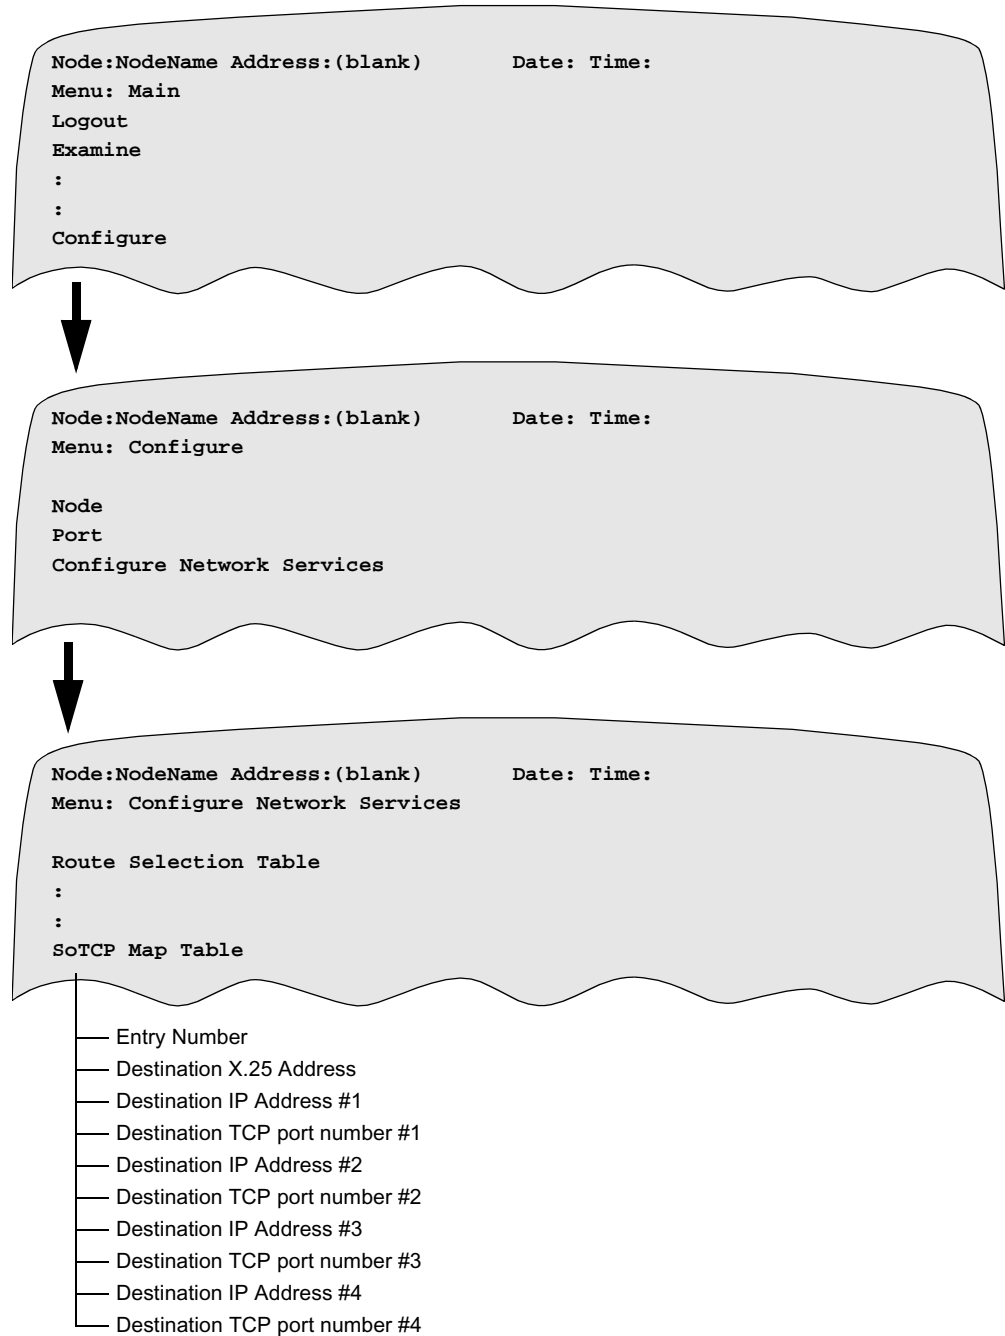 Node:NodeName Address:(blank) Date: Time:
Menu: Main
Logout
Examine
:
:
Configure
Node:NodeName Address:(blank) Date: Time:
Menu: Configure
Node
Port
Configure Network Services
Node:NodeName Address:(blank) Date: Time:
Menu: Configure Network Services
Route Selection Table
:
:
SoTCP Map Table
Entry Number
Destination X.25 Address
Destination IP Address #1
Destination TCP port number #1
Destination IP Address #2
Destination TCP port number #2
Destination IP Address #3
Destination TCP port number #3
Destination IP Address #4
Destination TCP port number #4